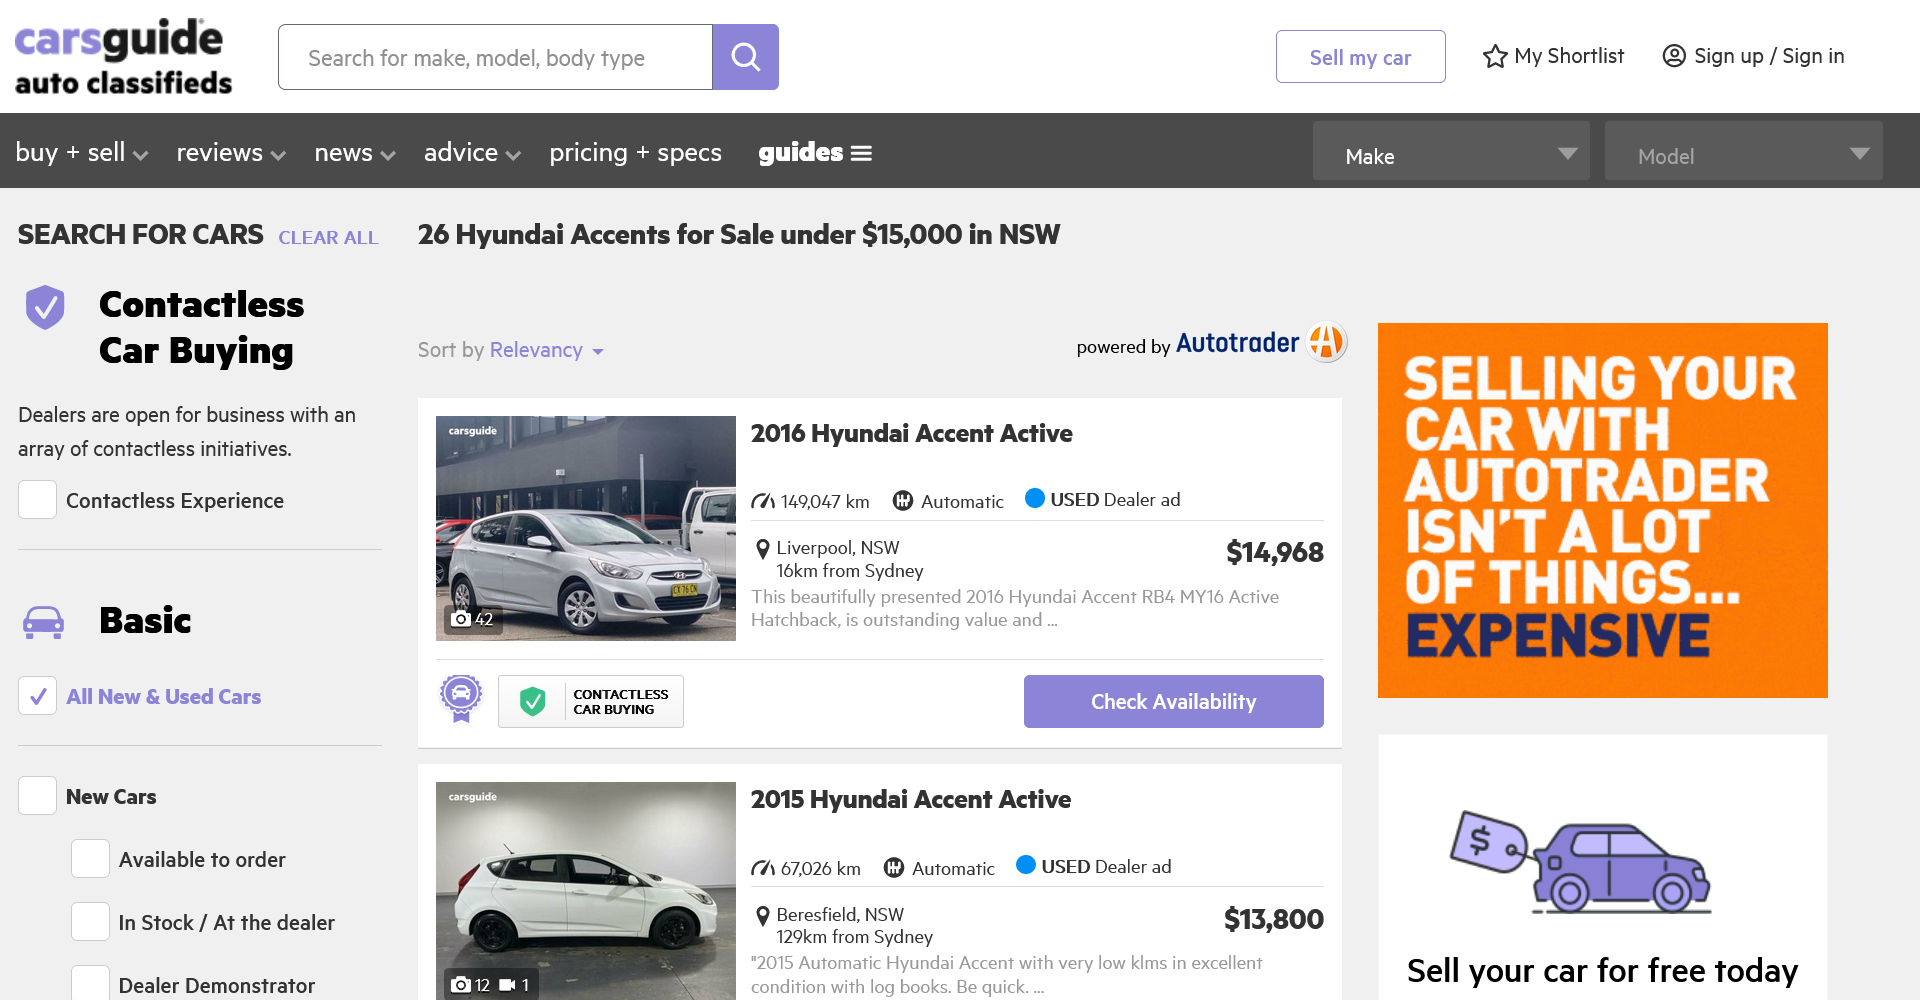 carsguide
auto classifieds
Search for make, model, body type
Sell my car
My Shortlist
Sign up / Sign in
buy + sell
reviews
news
advice
pricing + specs
guides
Make
Model
SEARCH FOR CARS
CLEAR ALL
26 Hyundai Accents for Sale under $15,000 in NSW
Contactless
Car Buying
Dealers are open for business with an
array of contactless initiatives.
Contactless Experience
Basic
All New & Used Cars
New Cars
Available to order
In Stock / At the dealer
Dealer Demonstrator
Sort by Relevancy
powered by Autotrader
carsguide
42
2016 Hyundai Accent Active
149,047 km
Automatic
USED Dealer ad
Liverpool, NSW
16km from Sydney
$14,968
This beautifully presented 2016 Hyundai Accent RB4 MY16 Active
Hatchback, is outstanding value and ...
CONTACTLESS
CAR BUYING
Check Availability
carsguide
12
1
2015 Hyundai Accent Active
67,026 km
Automatic
USED Dealer ad
Beresfield, NSW
129km from Sydney
$13,800
"2015 Automatic Hyundai Accent with very low klms in excellent
condition with log books. Be quick. ...
SELLING YOUR
CAR WITH
AUTOTRADER
ISN'T A LOT
OF THINGS...
EXPENSIVE
$
Sell your car for free today